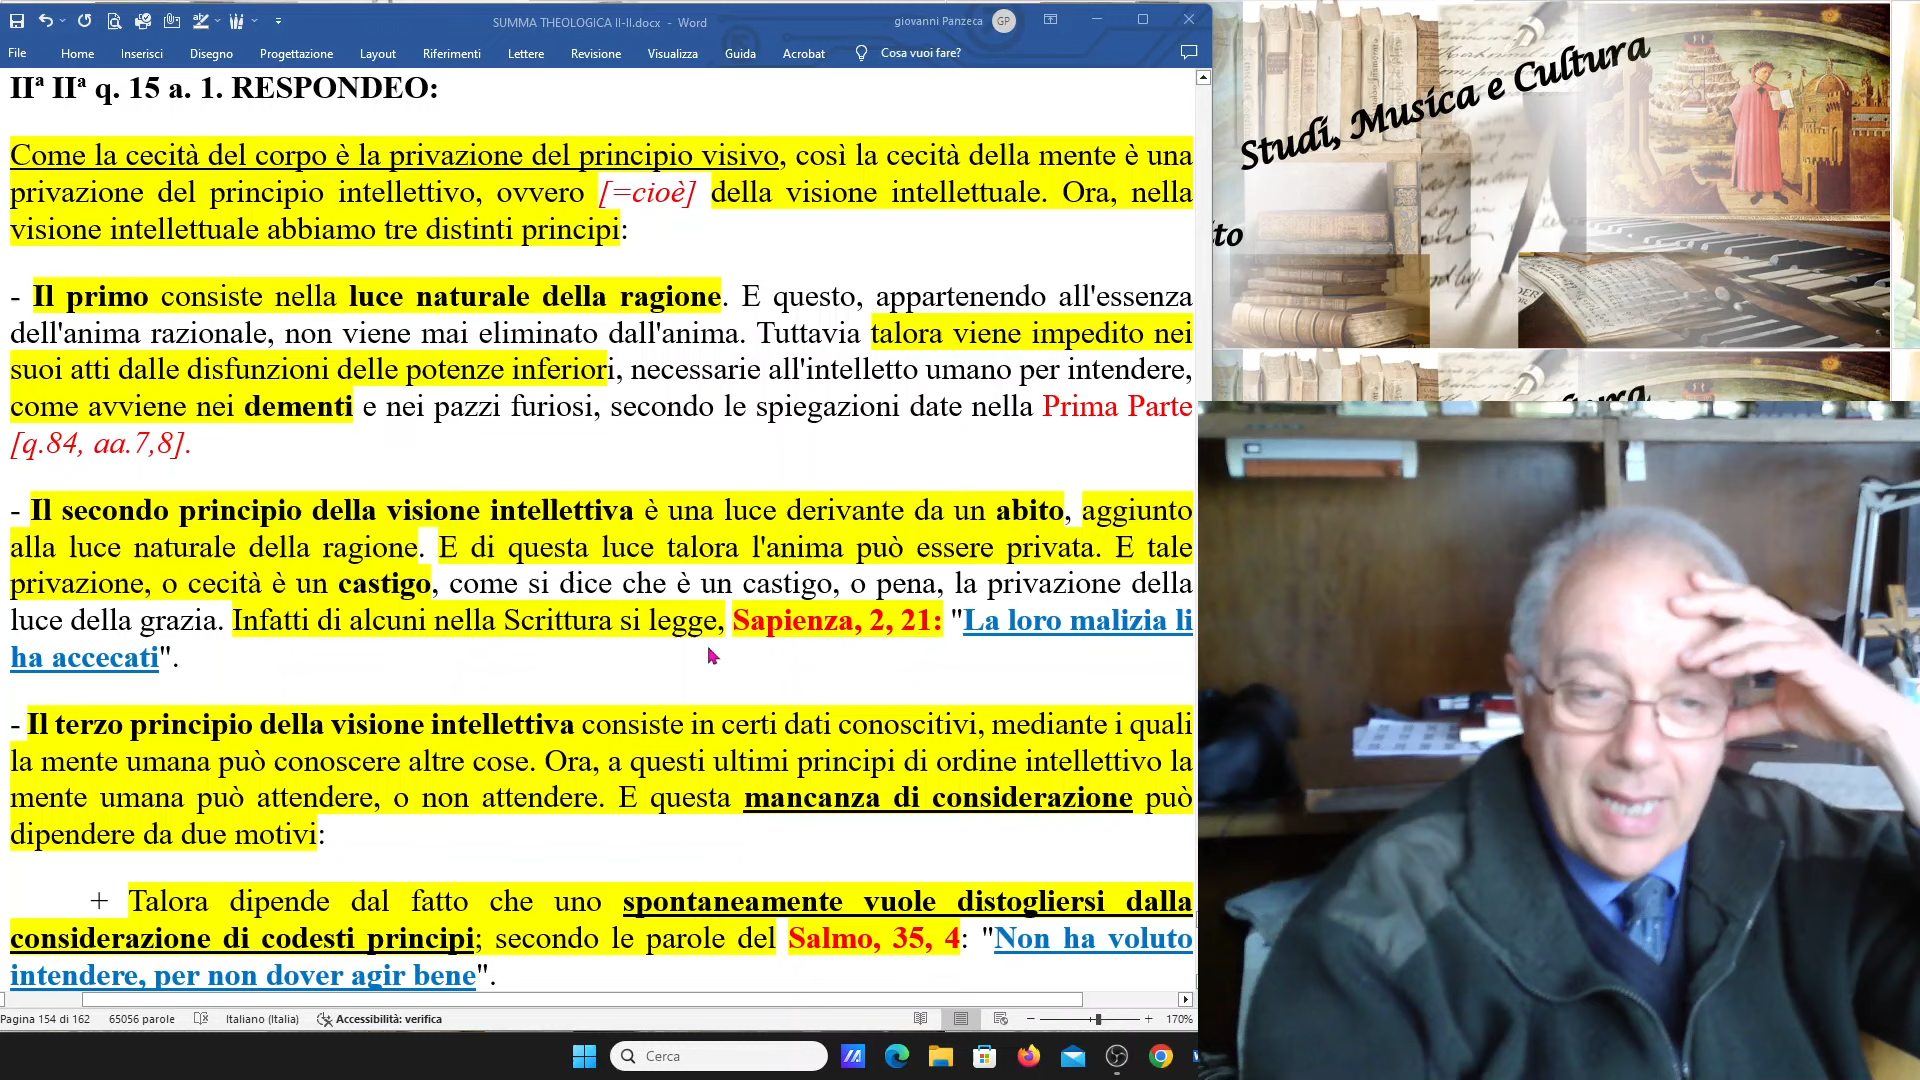 SUMMA THEOLOGICA II-II.docx - Word
giovanni Panzeca GP
File Home Inserisci Disegno Progettazione Layout Riferimenti Lettere Revisione Visualizza Guida Acrobat Cosa vuoi fare?
IIª IIª q. 15 a. 1. RESPONDEO:
Come la cecità del corpo è la privazione del principio visivo, così la cecità della mente è una
privazione del principio intellettivo, ovvero [=cioè] della visione intellettuale. Ora, nella
visione intellettuale abbiamo tre distinti principi:
- Il primo consiste nella luce naturale della ragione. E questo, appartenendo all'essenza
dell'anima razionale, non viene mai eliminato dall'anima. Tuttavia talora viene impedito nei
suoi atti dalle disfunzioni delle potenze inferiori, necessarie all'intelletto umano per intendere,
come avviene nei dementi e nei pazzi furiosi, secondo le spiegazioni date nella Prima Parte
[q.84, aa.7,8].
- Il secondo principio della visione intellettiva è una luce derivante da un abito, aggiunto
alla luce naturale della ragione. E di questa luce talora l'anima può essere privata. E tale
privazione, o cecità è un castigo, come si dice che è un castigo, o pena, la privazione della
luce della grazia. Infatti di alcuni nella Scrittura si legge, Sapienza, 2, 21: "La loro malizia li
ha accecati".
- Il terzo principio della visione intellettiva consiste in certi dati conoscitivi, mediante i quali
la mente umana può conoscere altre cose. Ora, a questi ultimi principi di ordine intellettivo la
mente umana può attendere, o non attendere. E questa mancanza di considerazione può
dipendere da due motivi:
+ Talora dipende dal fatto che uno spontaneamente vuole distogliersi dalla
considerazione di codesti principi; secondo le parole del Salmo, 35, 4: "Non ha voluto
intendere, per non dover agir bene".
Pagina 154 di 162 65056 parole Italiano (Italia) Accessibilità: verifica 170%
Cerca
Studi, Musica e Cultura
ito